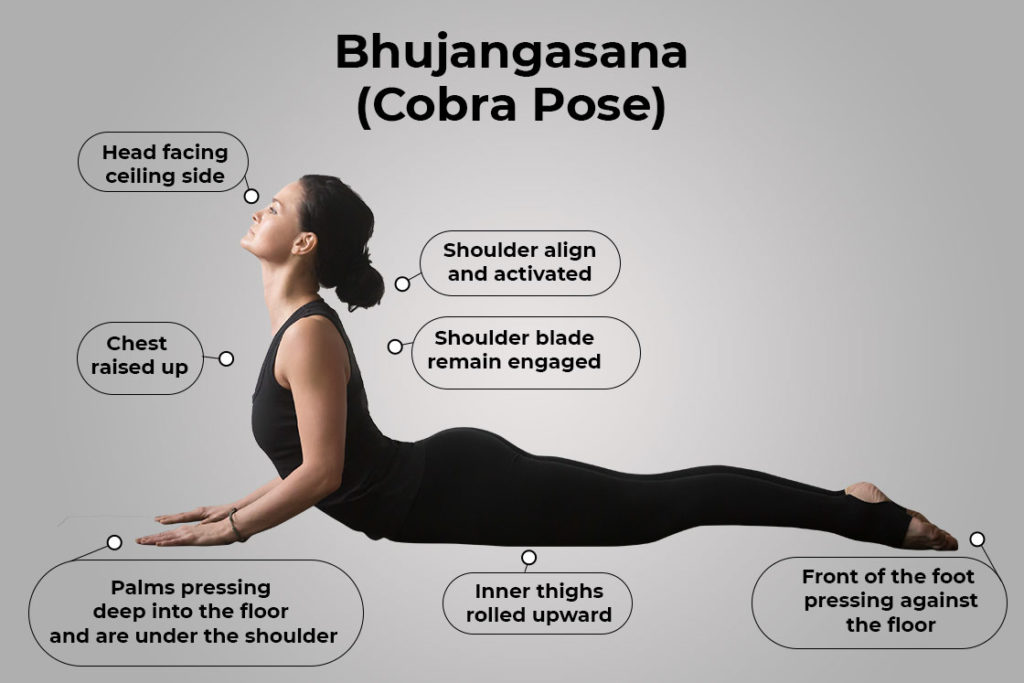 Bhujangasana
(Cobra Pose)
Head facing
ceiling side
Shoulder align
and activated
Chest
raised up
Shoulder blade
remain engaged
Palms pressing
deep into the floor
and are under the shoulder
Inner thighs
rolled upward
Front of the foot
pressing against
the floor